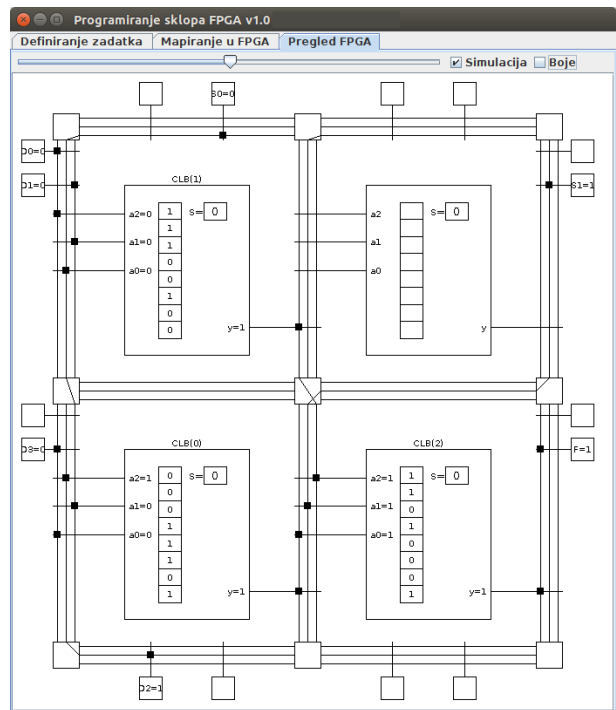 Programiranje sklopa FPGA v1.0
Definiranje zadatka Mapiranje u FPGA Pregled FPGA
Simulacija Boje
S0=0
D0=0
D1=0
S1=1
CLB(1)
a2=0
a1=0
a0=0
1
1
1
0
0
1
0
0
s= 0
y=1
a2
a1
a0
s= 0
y
D3=0
F=1
CLB(0)
a2=1
a1=0
a0=0
0
0
0
1
1
1
0
1
s= 0
y=1
CLB(2)
a2=1
a1=1
a0=1
1
1
0
1
0
0
0
1
s= 0
y=1
D2=1